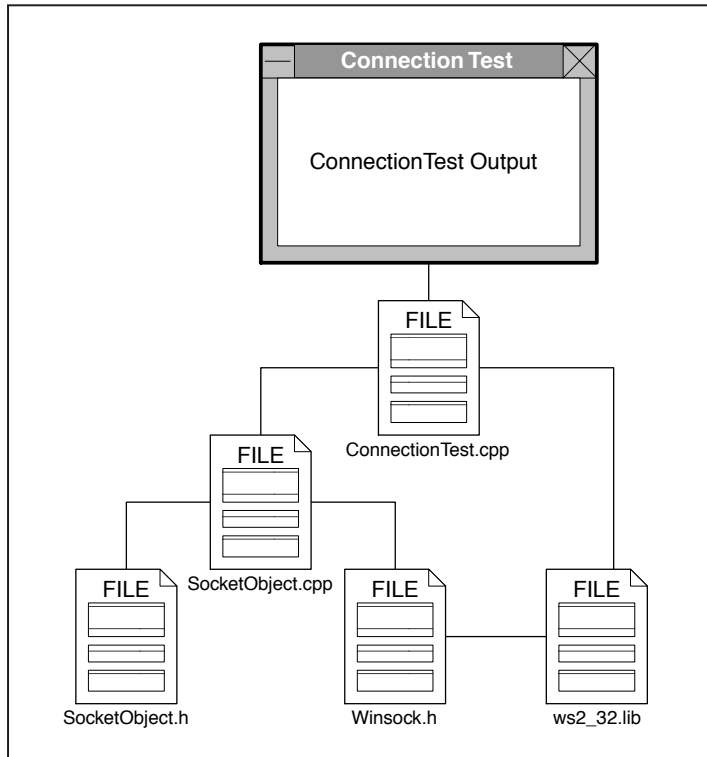 Connection Test
ConnectionTest Output
FILE
ConnectionTest.cpp
FILE
SocketObject.cpp
FILE
SocketObject.h
FILE
Winsock.h
FILE
ws2_32.lib